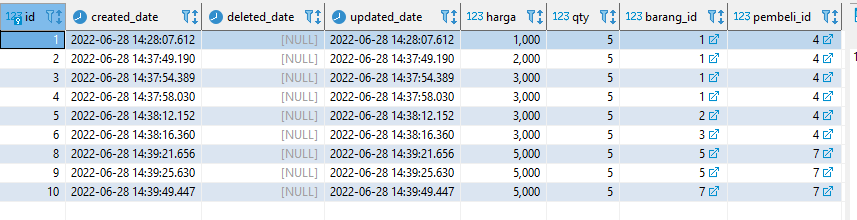 123 id created_date deleted_date updated_date 123 harga 123 qty 123 barang_id 123 pembeli_id
1 2022-06-28 14:28:07.612 [NULL] 2022-06-28 14:28:07.612 1,000 5 1 4
2 2022-06-28 14:37:49.190 [NULL] 2022-06-28 14:37:49.190 2,000 5 1 4
3 2022-06-28 14:37:54.389 [NULL] 2022-06-28 14:37:54.389 3,000 5 1 4
4 2022-06-28 14:37:58.030 [NULL] 2022-06-28 14:37:58.030 3,000 5 1 4
5 2022-06-28 14:38:12.152 [NULL] 2022-06-28 14:38:12.152 3,000 5 2 4
6 2022-06-28 14:38:16.360 [NULL] 2022-06-28 14:38:16.360 3,000 5 3 4
8 2022-06-28 14:39:21.656 [NULL] 2022-06-28 14:39:21.656 5,000 5 5 7
9 2022-06-28 14:39:25.630 [NULL] 2022-06-28 14:39:25.630 5,000 5 5 7
10 2022-06-28 14:39:49.447 [NULL] 2022-06-28 14:39:49.447 5,000 5 7 7